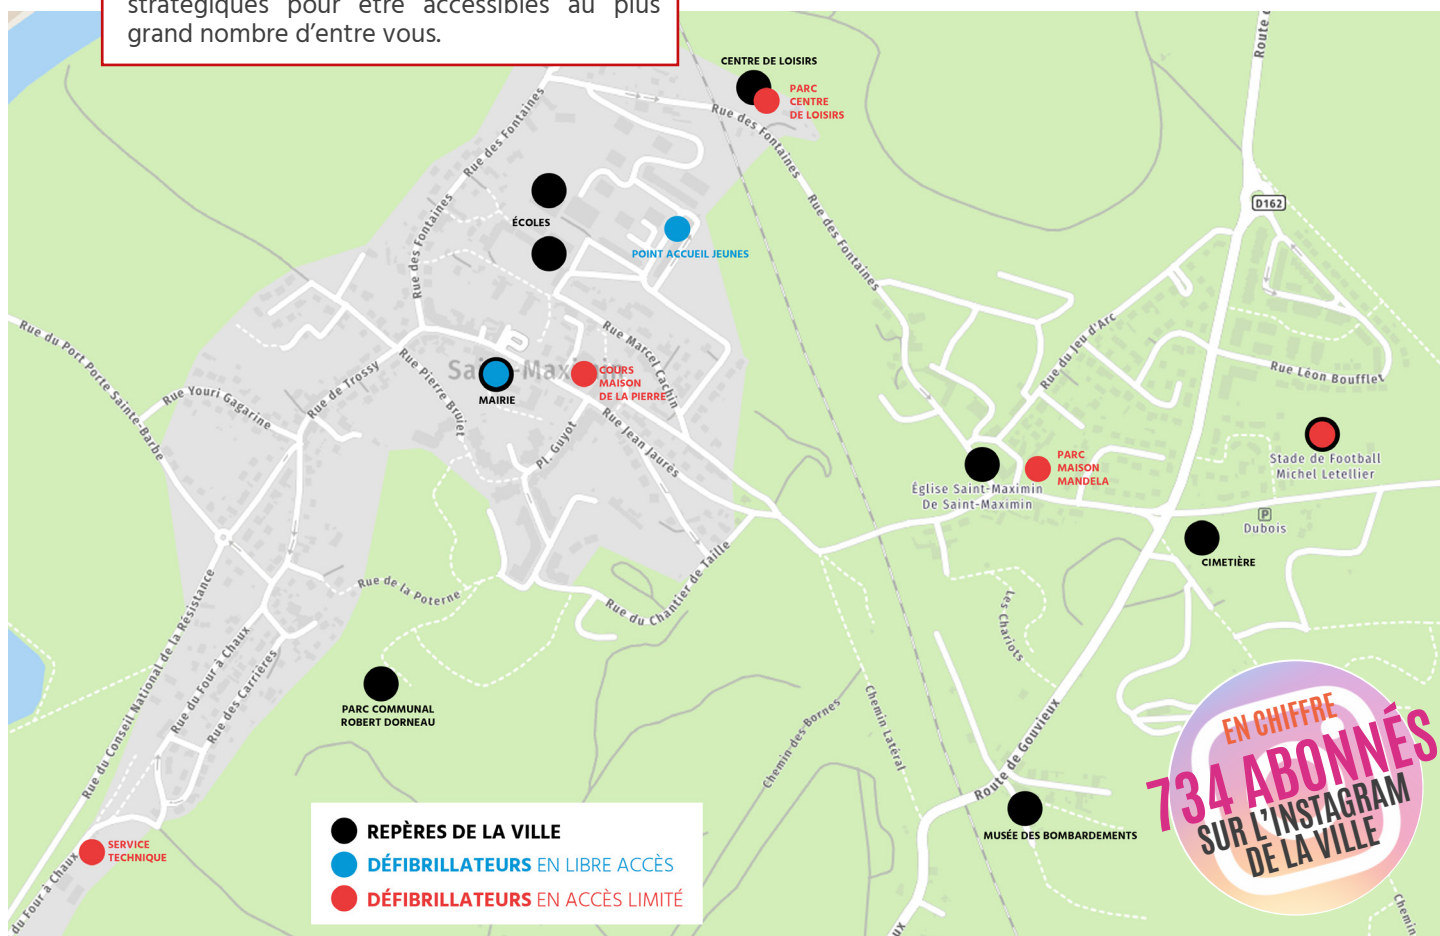 stratégiques pour être accessibles au plus
grand nombre d'entre vous.
CENTRE DE LOISIRS
PARC
CENTRE
DE LOISIRS
Rue des Fontaines
Rue des Fontaines
Rue des Fontaines
Rue des Fontaines
D162
ÉCOLES
POINT ACCUEIL JEUNES
Rue du Port Porte Sainte-Barbe
Rue Youri Gagarine
Rue de Trossy
Rue Pierre Bruiet
MAIRIE
COURS
MAISON
DE LA PIERRE
Rue Marcel Cachin
Pl. Guyot
Rue Jean Jaurès
Rue du Jeu d'Arc
Rue Léon Boufflet
Stade de Football
Michel Letellier
PARC
MAISON
MANDELA
Église Saint-Maximin
De Saint-Maximin
P
Dubois
CIMETIÈRE
Rue de la Poterne
Rue du Chantier de Taille
Les Chariots
Rue du Conseil National de la Résistance
Rue du Four à Chaux
Rue des Carrières
PARC COMMUNAL
ROBERT DORNEAU
Chemin des Bornes
Chemin Latéral
Route de Gouvieux
MUSÉE DES BOMBARDEMENTS
SERVICE
TECHNIQUE
du Four à Chaux
Chemin
REPÈRES DE LA VILLE
DÉFIBRILLATEURS EN LIBRE ACCÈS
DÉFIBRILLATEURS EN ACCÈS LIMITÉ
EN CHIFFRE
734 ABONNÉS
SUR L'INSTAGRAM
DE LA VILLE